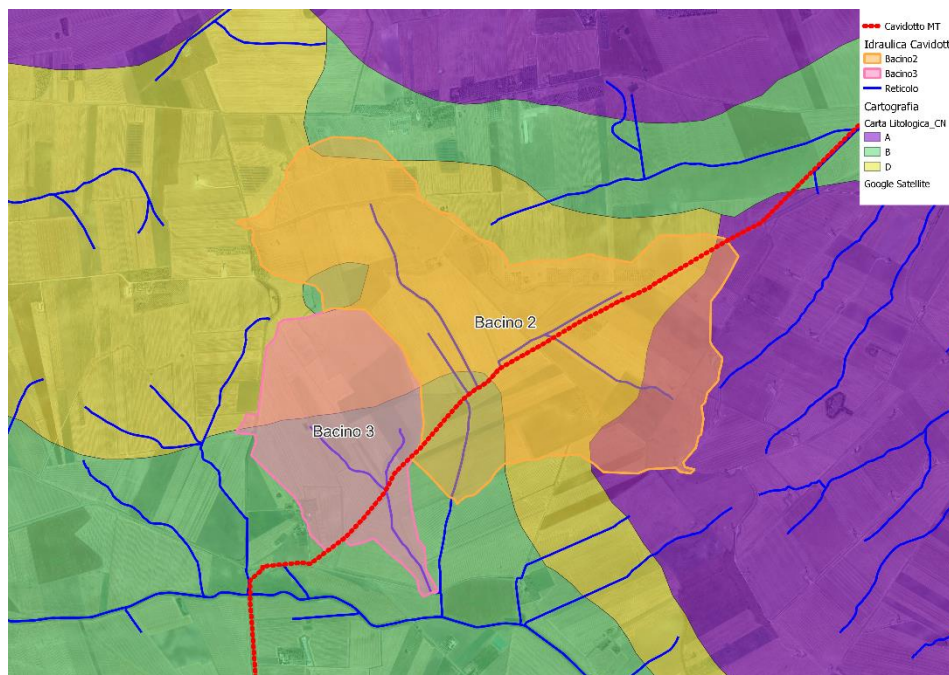 Cavidotto MT
Idraulica Cavidott
Bacino2
Bacino3
Reticolo
Cartografia
Carta Litologica_CN
A
B
D
Google Satellite
Bacino 2
Bacino 3